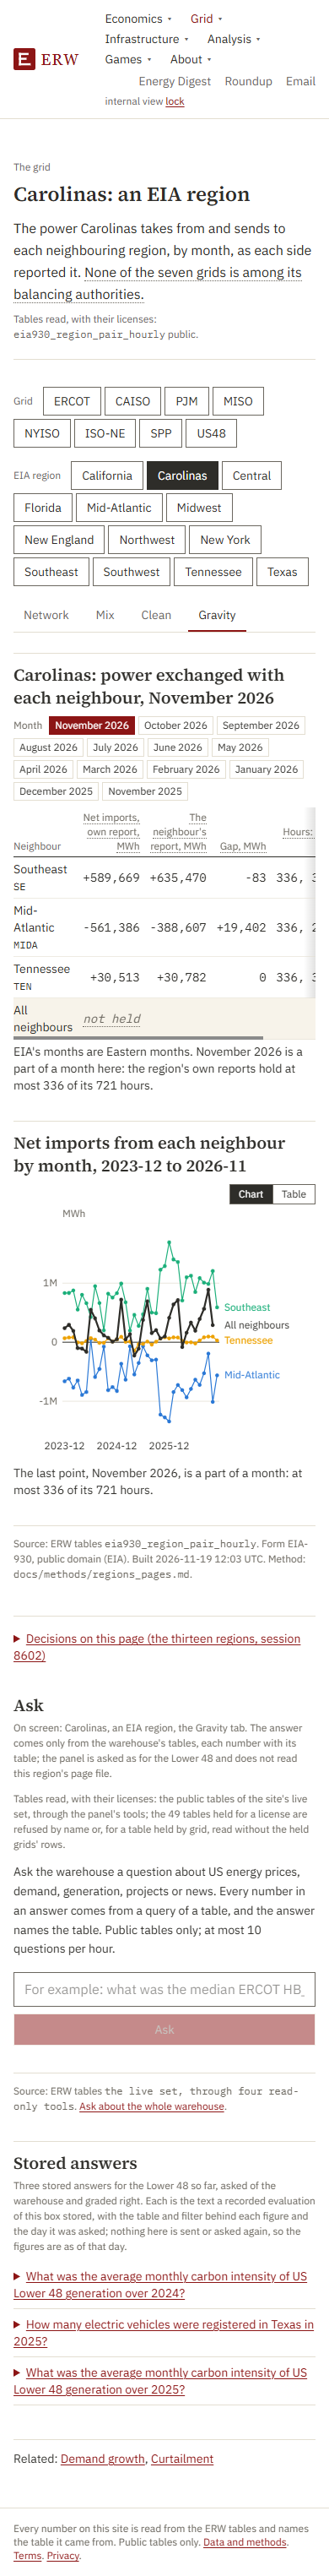 E ERW
Economics ▾ Grid ▾
Infrastructure ▾ Analysis ▾
Games ▾ About ▾
Energy Digest Roundup Email
internal view lock
The grid
Carolinas: an EIA region
The power Carolinas takes from and sends to
each neighbouring region, by month, as each side
reported it. None of the seven grids is among its
balancing authorities.
Tables read, with their licenses:
eia930_region_pair_hourly public.
Grid ERCOT CAISO PJM MISO
NYISO ISO-NE SPP US48
EIA region California Carolinas Central
Florida Mid-Atlantic Midwest
New England Northwest New York
Southeast Southwest Tennessee Texas
Network Mix Clean Gravity
Carolinas: power exchanged with
each neighbour, November 2026
Month November 2026 October 2026 September 2026
August 2026 July 2026 June 2026 May 2026
April 2026 March 2026 February 2026 January 2026
December 2025 November 2025
Neighbour Net imports, own report, MWh The neighbour's report, MWh Gap, MWh Hours:
Southeast SE +589,669 +635,470 -83 336,
Mid-Atlantic MIDA -561,386 -388,607 +19,402 336,
Tennessee TEN +30,513 +30,782 0 336,
All neighbours not held
EIA's months are Eastern months. November 2026 is a
part of a month here: the region's own reports hold at
most 336 of its 721 hours.
Net imports from each neighbour
by month, 2023-12 to 2026-11
Chart Table
MWh
1M
0
-1M
Southeast
All neighbours
Tennessee
Mid-Atlantic
2023-12 2024-12 2025-12
The last point, November 2026, is a part of a month: at
most 336 of its 721 hours.
Source: ERW tables eia930_region_pair_hourly. Form EIA-
930, public domain (EIA). Built 2026-11-19 12:03 UTC. Method:
docs/methods/regions_pages.md.
▶ Decisions on this page (the thirteen regions, session
8602)
Ask
On screen: Carolinas, an EIA region, the Gravity tab. The answer
comes only from the warehouse's tables, each number with its
table; the panel is asked as for the Lower 48 and does not read
this region's page file.
Tables read, with their licenses: the public tables of the site's live
set, through the panel's tools; the 49 tables held for a license are
refused by name or, for a table held by grid, read without the held
grids' rows.
Ask the warehouse a question about US energy prices,
demand, generation, projects or news. Every number in
an answer comes from a query of a table, and the answer
names the table. Public tables only; at most 10
questions per hour.
For example: what was the median ERCOT HB_
Ask
Source: ERW tables the live set, through four read-
only tools. Ask about the whole warehouse.
Stored answers
Three stored answers for the Lower 48 so far, asked of the
warehouse and graded right. Each is the text a recorded evaluation
of this box stored, with the table and filter behind each figure and
the day it was asked; nothing here is sent or asked again, so the
figures are as of that day.
▶ What was the average monthly carbon intensity of US
Lower 48 generation over 2024?
▶ How many electric vehicles were registered in Texas in
2025?
▶ What was the average monthly carbon intensity of US
Lower 48 generation over 2025?
Related: Demand growth, Curtailment
Every number on this site is read from the ERW tables and names
the table it came from. Public tables only. Data and methods.
Terms. Privacy.